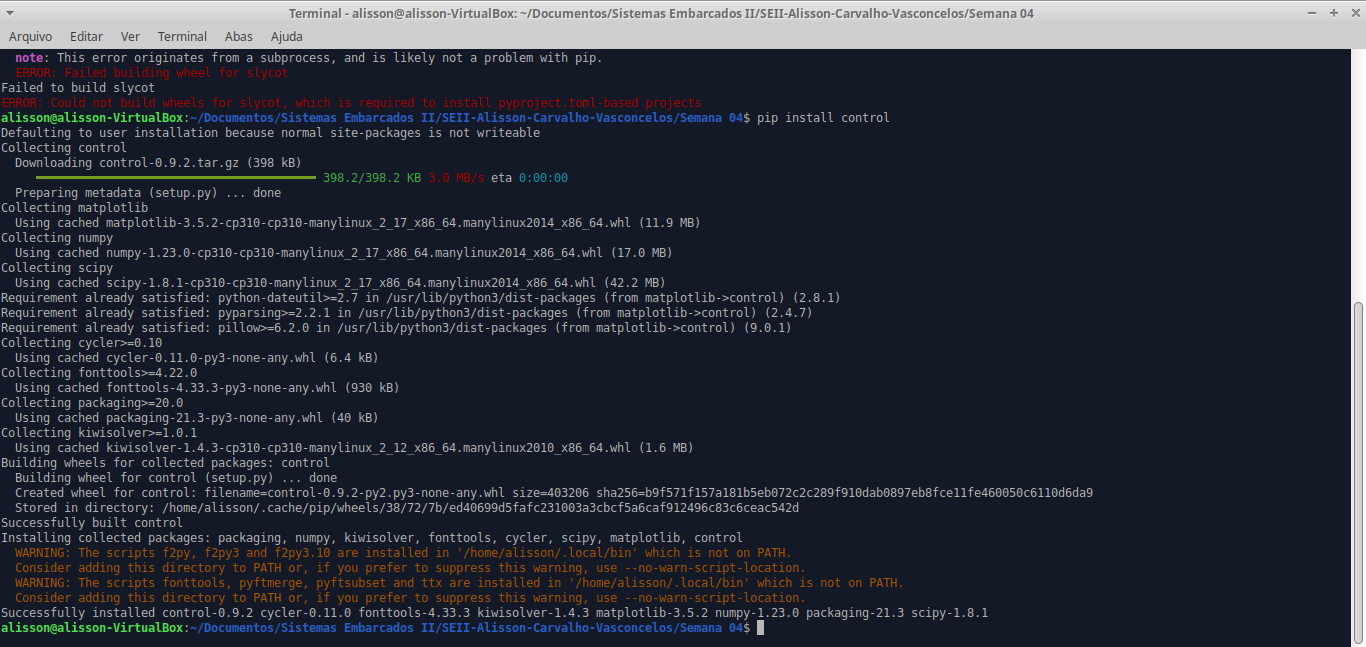 Terminal - alisson@alisson-VirtualBox: ~/Documentos/Sistemas Embarcados II/SEII-Alisson-Carvalho-Vasconcelos/Semana 04
Arquivo Editar Ver Terminal Abas Ajuda
note: This error originates from a subprocess, and is likely not a problem with pip.
ERROR: Failed building wheel for slycot
Failed to build slycot
ERROR: Could not build wheels for slycot, which is required to install pyproject.toml-based projects
alisson@alisson-VirtualBox:~/Documentos/Sistemas Embarcados II/SEII-Alisson-Carvalho-Vasconcelos/Semana 04$ pip install control
Defaulting to user installation because normal site-packages is not writeable
Collecting control
Downloading control-0.9.2.tar.gz (398 kB)
398.2/398.2 KB 3.0 MB/s eta 0:00:00
Preparing metadata (setup.py) ... done
Collecting matplotlib
Using cached matplotlib-3.5.2-cp310-cp310-manylinux_2_17_x86_64.manylinux2014_x86_64.whl (11.9 MB)
Collecting numpy
Using cached numpy-1.23.0-cp310-cp310-manylinux_2_17_x86_64.manylinux2014_x86_64.whl (17.0 MB)
Collecting scipy
Using cached scipy-1.8.1-cp310-cp310-manylinux_2_17_x86_64.manylinux2014_x86_64.whl (42.2 MB)
Requirement already satisfied: python-dateutil>=2.7 in /usr/lib/python3/dist-packages (from matplotlib->control) (2.8.1)
Requirement already satisfied: pyparsing>=2.2.1 in /usr/lib/python3/dist-packages (from matplotlib->control) (2.4.7)
Requirement already satisfied: pillow>=6.2.0 in /usr/lib/python3/dist-packages (from matplotlib->control) (9.0.1)
Collecting cycler>=0.10
Using cached cycler-0.11.0-py3-none-any.whl (6.4 kB)
Collecting fonttools>=4.22.0
Using cached fonttools-4.33.3-py3-none-any.whl (930 kB)
Collecting packaging>=20.0
Using cached packaging-21.3-py3-none-any.whl (40 kB)
Collecting kiwisolver>=1.0.1
Using cached kiwisolver-1.4.3-cp310-cp310-manylinux_2_12_x86_64.manylinux2010_x86_64.whl (1.6 MB)
Building wheels for collected packages: control
Building wheel for control (setup.py) ... done
Created wheel for control: filename=control-0.9.2-py2.py3-none-any.whl size=403206 sha256=b9f571f157a181b5eb072c2c289f910dab0897eb8fce11fe460050c6110d6da9
Stored in directory: /home/alisson/.cache/pip/wheels/38/72/7b/ed40699d5fafc231003a3cbcf5a6caf912496c83c6ceac542d
Successfully built control
Installing collected packages: packaging, numpy, kiwisolver, fonttools, cycler, scipy, matplotlib, control
WARNING: The scripts f2py, f2py3 and f2py3.10 are installed in '/home/alisson/.local/bin' which is not on PATH.
Consider adding this directory to PATH or, if you prefer to suppress this warning, use --no-warn-script-location.
WARNING: The scripts fonttools, pyftmerge, pyftsubset and ttx are installed in '/home/alisson/.local/bin' which is not on PATH.
Consider adding this directory to PATH or, if you prefer to suppress this warning, use --no-warn-script-location.
Successfully installed control-0.9.2 cycler-0.11.0 fonttools-4.33.3 kiwisolver-1.4.3 matplotlib-3.5.2 numpy-1.23.0 packaging-21.3 scipy-1.8.1
alisson@alisson-VirtualBox:~/Documentos/Sistemas Embarcados II/SEII-Alisson-Carvalho-Vasconcelos/Semana 04$